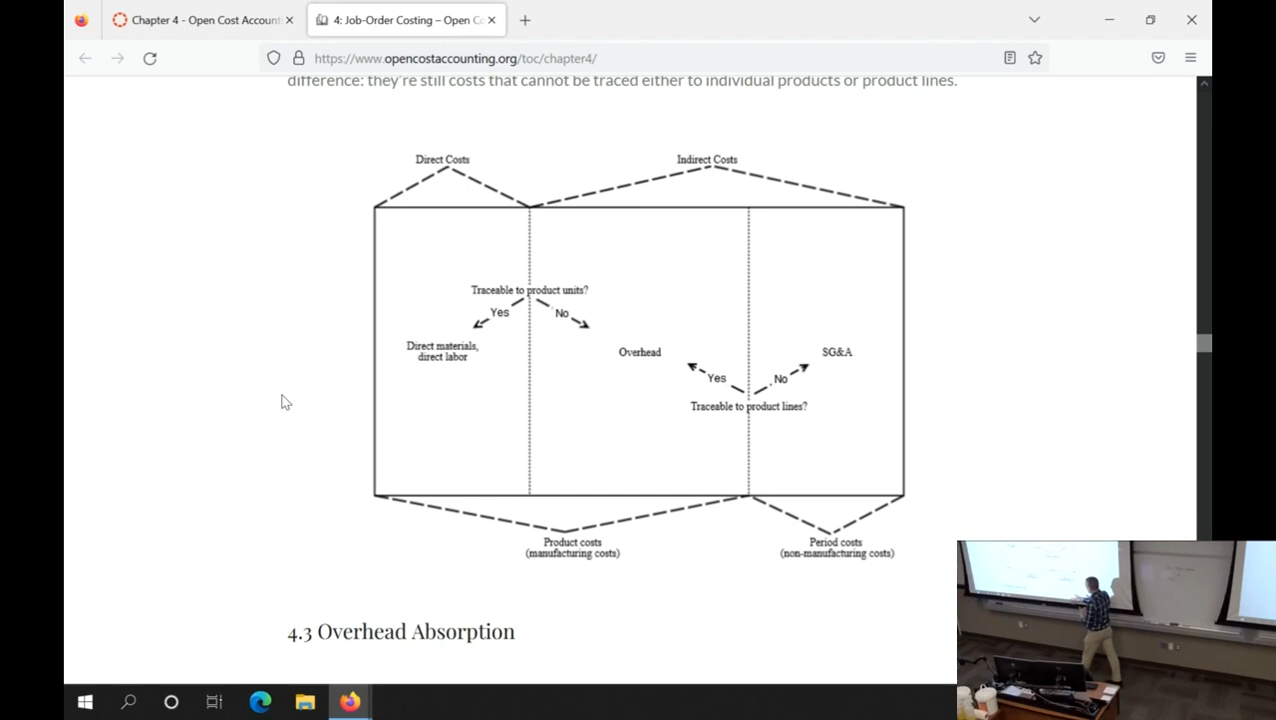 Chapter 4 - Open Cost Account
4: Job-Order Costing – Open Co
https://www.opencostaccounting.org/toc/chapter4/
difference: they're still costs that cannot be traced either to individual products or product lines.
Direct Costs
Indirect Costs
Traceable to product units?
Yes
No
Direct materials,
direct labor
Overhead
SG&A
Yes
No
Traceable to product lines?
Product costs
(manufacturing costs)
Period costs
(non-manufacturing costs)
4.3 Overhead Absorption